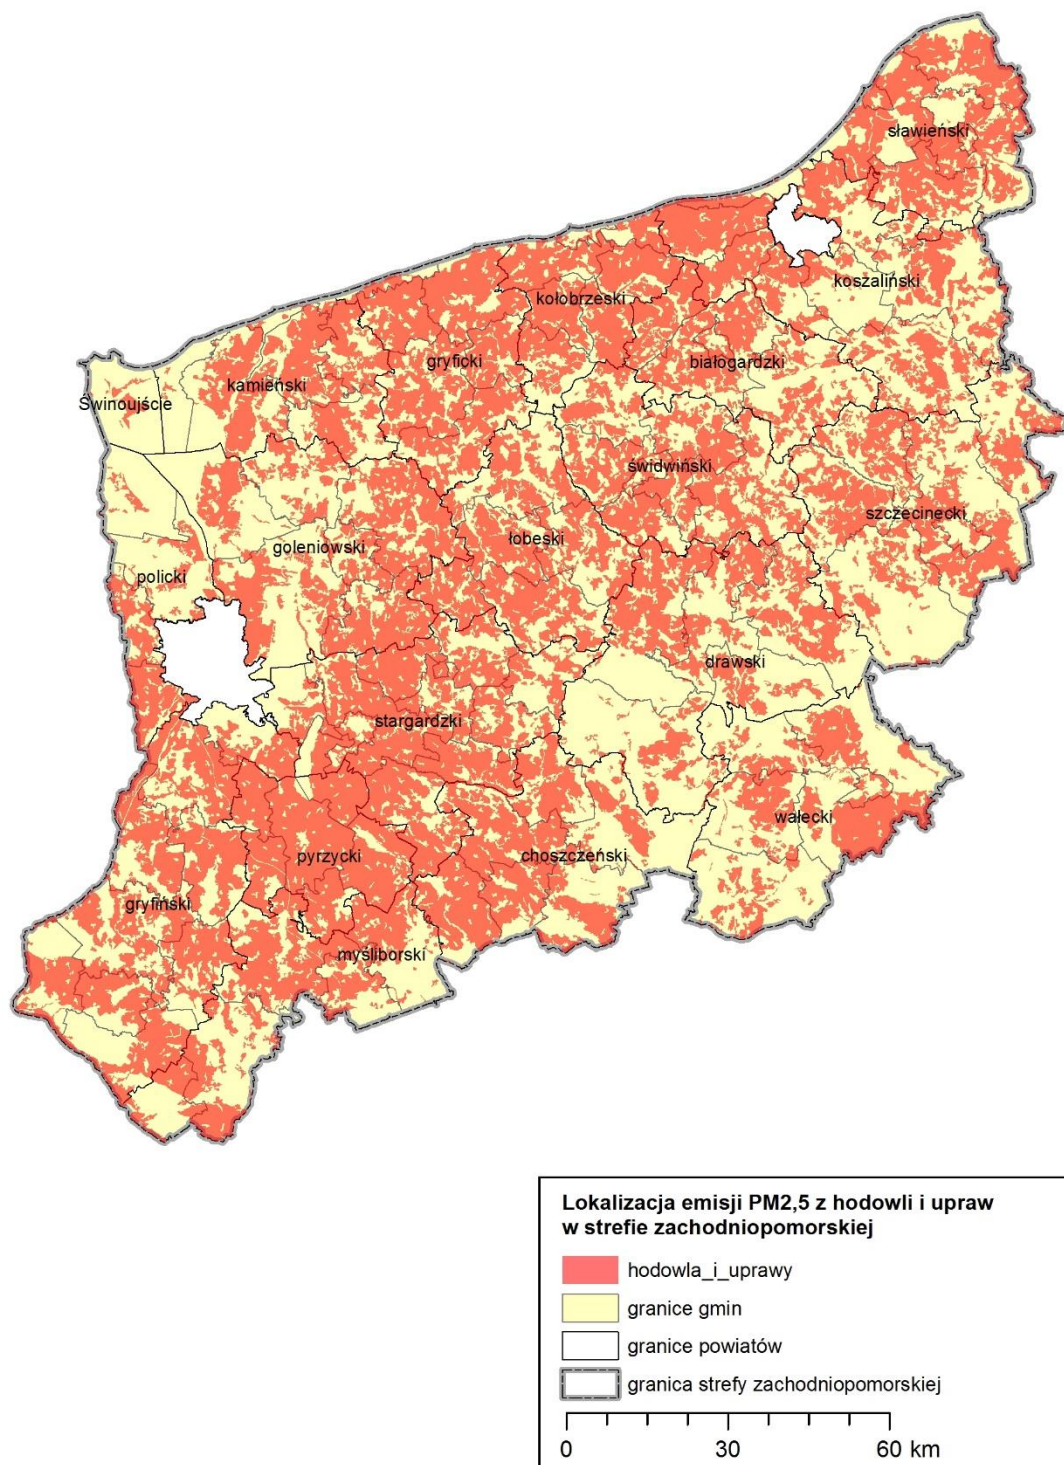 sławieński
koszaliński
kołobrzeski
gryficki
białogardzki
kamieński
Świnoujście
świdwiński
szczecinecki
łobeski
goleniowski
policki
drawski
stargardzki
wałecki
pyrzycki
choszczeński
gryfiński
myśliborski
Lokalizacja emisji PM2,5 z hodowli i upraw
w strefie zachodniopomorskiej
hodowla_i_uprawy
granice gmin
granice powiatów
granica strefy zachodniopomorskiej
0 30 60 km